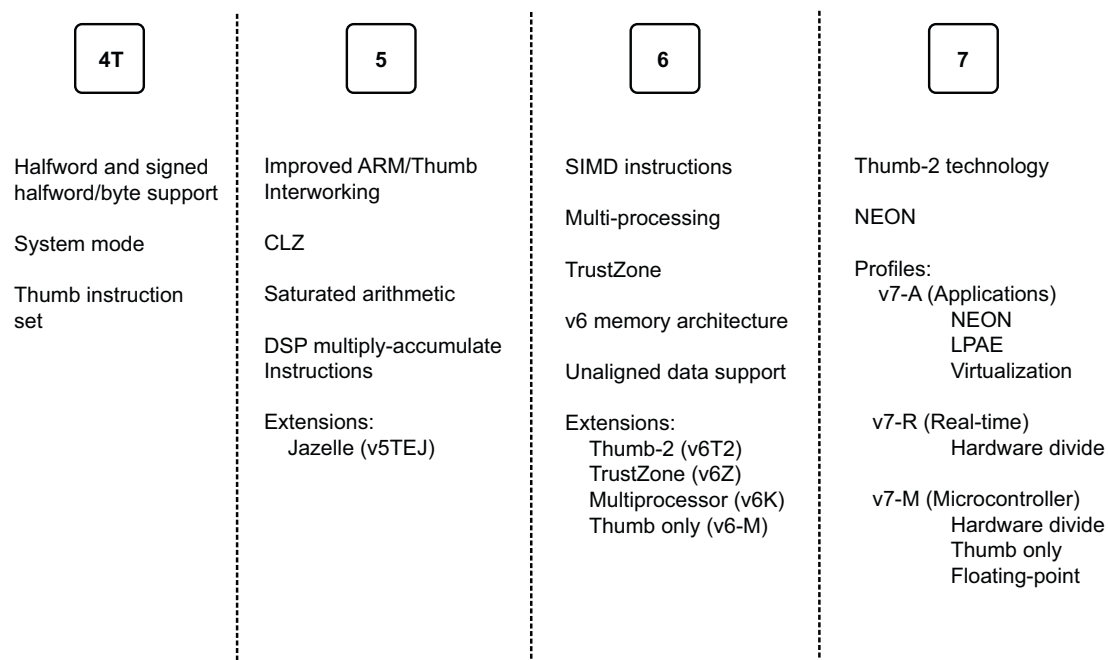 4T
Halfword and signed
halfword/byte support
System mode
Thumb instruction
set
5
Improved ARM/Thumb
Interworking
CLZ
Saturated arithmetic
DSP multiply-accumulate
Instructions
Extensions:
Jazelle (v5TEJ)
6
SIMD instructions
Multi-processing
TrustZone
v6 memory architecture
Unaligned data support
Extensions:
Thumb-2 (v6T2)
TrustZone (v6Z)
Multiprocessor (v6K)
Thumb only (v6-M)
7
Thumb-2 technology
NEON
Profiles:
v7-A (Applications)
NEON
LPAE
Virtualization
v7-R (Real-time)
Hardware divide
v7-M (Microcontroller)
Hardware divide
Thumb only
Floating-point